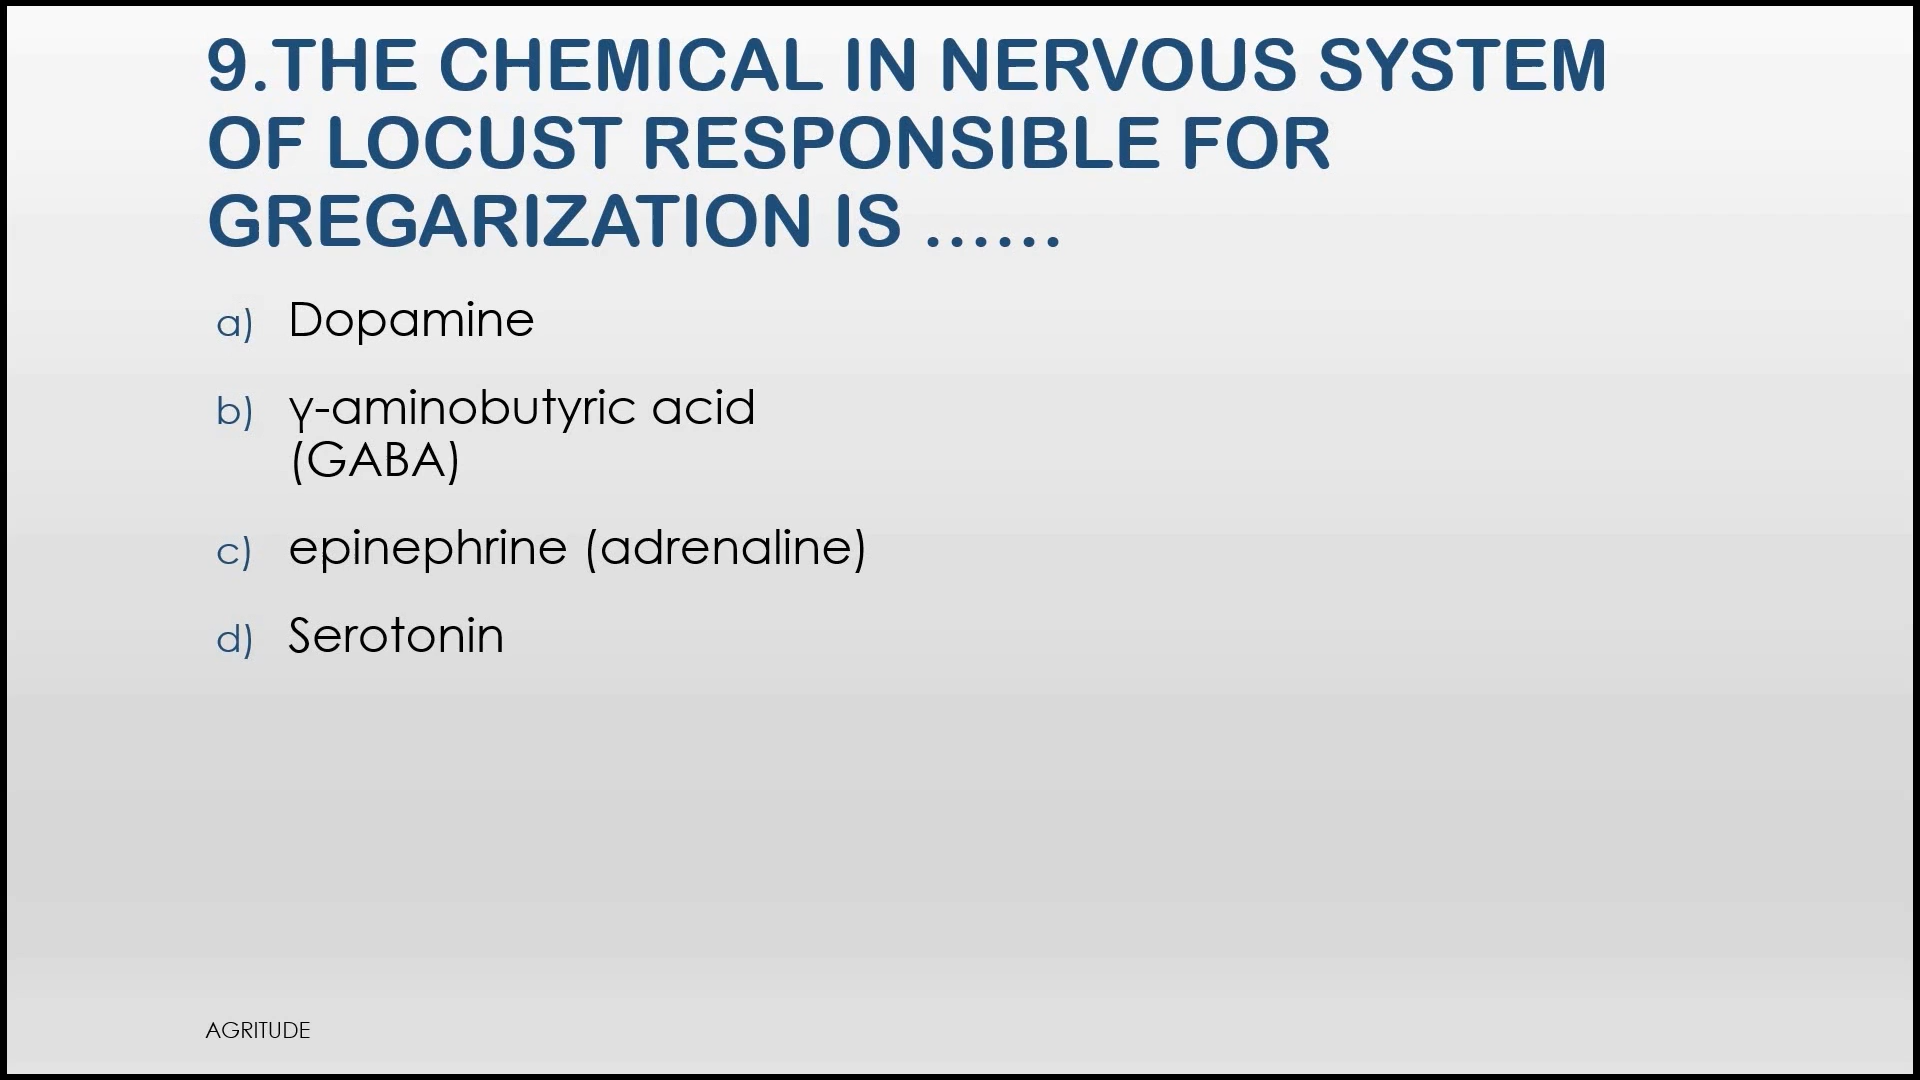 9.THE CHEMICAL IN NERVOUS SYSTEM
OF LOCUST RESPONSIBLE FOR
GREGARIZATION IS ......
a) Dopamine
b) γ-aminobutyric acid
(GABA)
c) epinephrine (adrenaline)
d) Serotonin
AGRITUDE